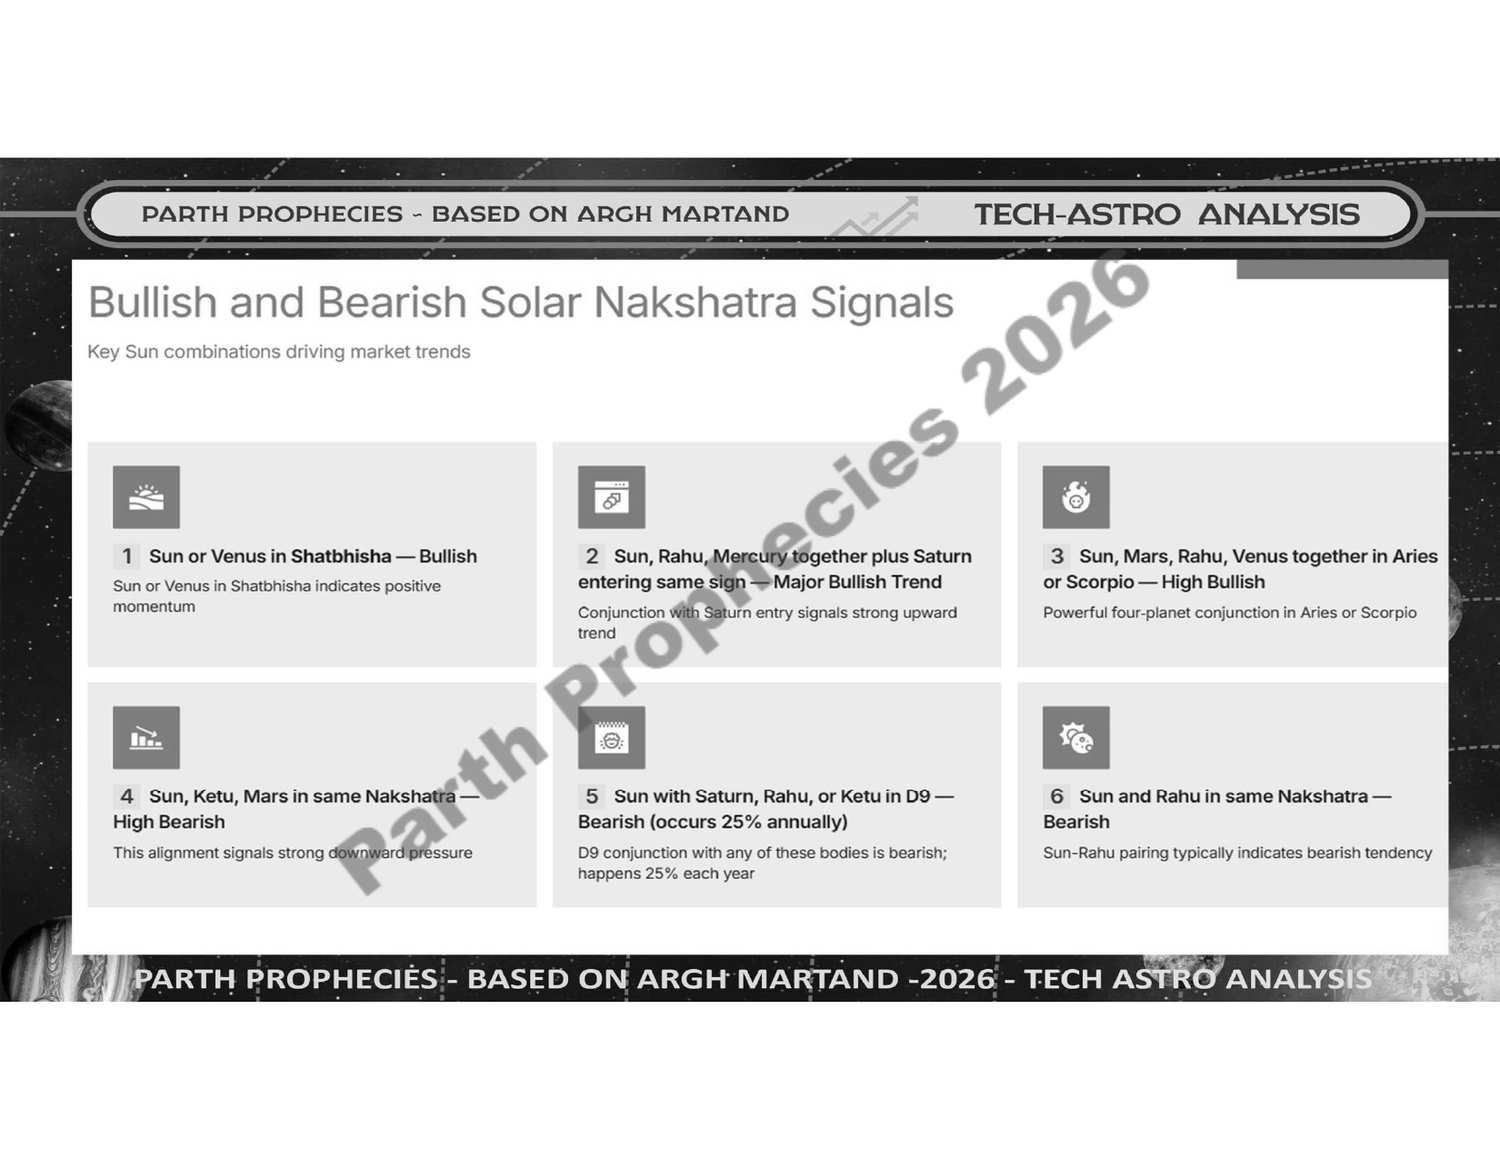 PARTH PROPHECIES ~ BASED ON ARGH MARTAND TECH-ASTRO ANALYSIS
Bullish and Bearish Solar Nakshatra Signals
Key Sun combinations driving market trends
1 Sun or Venus in Shatbhisha — Bullish
Sun or Venus in Shatbhisha indicates positive
momentum
2 Sun, Rahu, Mercury together plus Saturn
entering same sign — Major Bullish Trend
Conjunction with Saturn entry signals strong upward
trend
3 Sun, Mars, Rahu, Venus together in Aries
or Scorpio — High Bullish
Powerful four-planet conjunction in Aries or Scorpio
4 Sun, Ketu, Mars in same Nakshatra —
High Bearish
This alignment signals strong downward pressure
5 Sun with Saturn, Rahu, or Ketu in D9 —
Bearish (occurs 25% annually)
D9 conjunction with any of these bodies is bearish;
happens 25% each year
6 Sun and Rahu in same Nakshatra —
Bearish
Sun-Rahu pairing typically indicates bearish tendency
Parth Prophecies 2026
PARTH PROPHECIES - BASED ON ARGH MARTAND -2026 - TECH ASTRO ANALYSIS